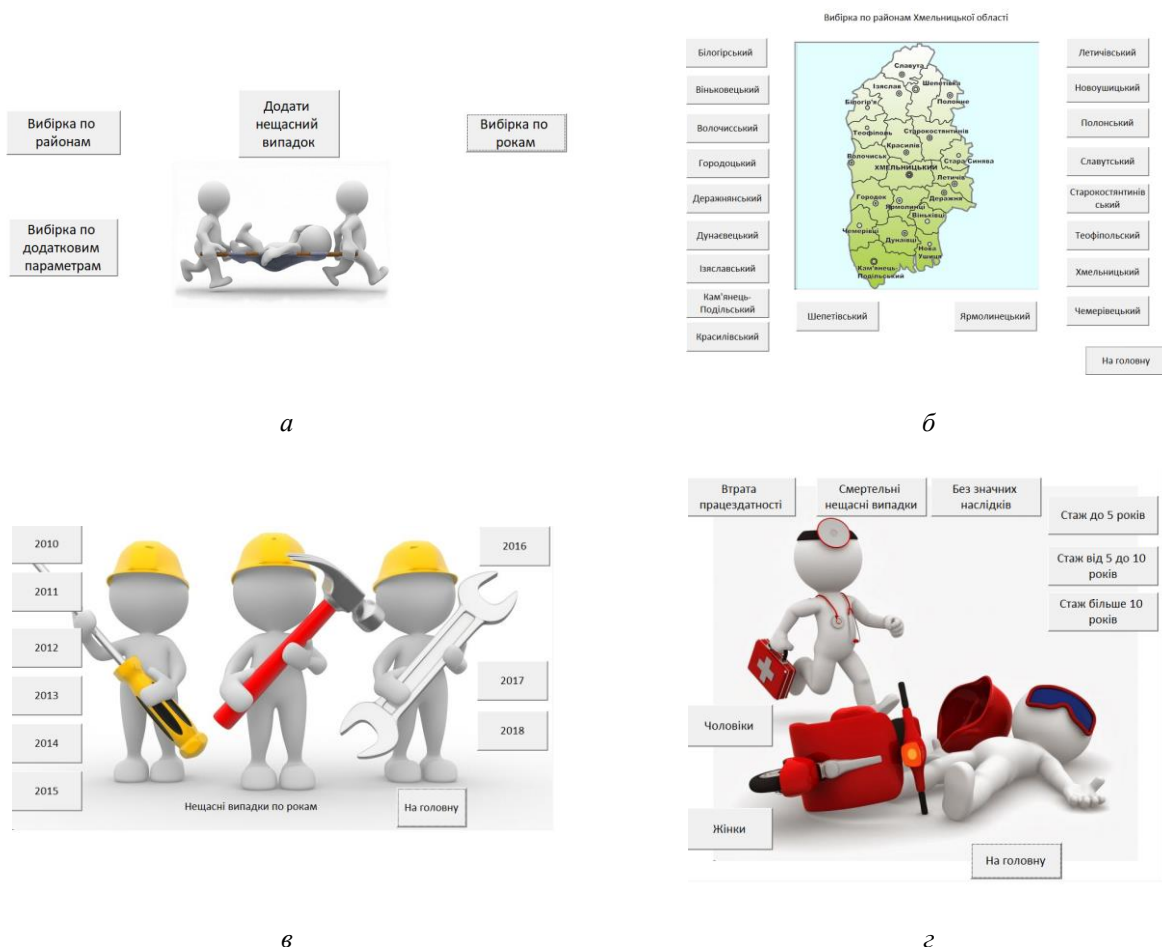 Додати
нещасний
випадок
Вибірка по
районам
Вибірка по
рокам
Вибірка по
додатковим
параметрам
а
Вибірка по районам Хмельницької області
Білогірський
Віньковецький
Волочисський
Городоцький
Деражнянський
Дунаєвецький
Ізяславський
Кам'янець-
Подільський
Красилівський
Славута
Ізяслав
Шепетівка
Полонне
Білогір'я
Теофіполь
Старокостянтинів
Красилів
Волочиськ
Стара Синява
ХМЕЛЬНИЦЬКИЙ
Летичів
Городок
Деражня
Ярмолинці
Віньківці
Чемерівці
Дунаївці
Нова
Ушиця
Кам'янець-
Подільський
Летичівський
Новоушицький
Полонський
Славутський
Старокостянтинів
ський
Теофіпольский
Хмельницький
Чемерівецький
Шепетівський
Ярмолинецький
На головну
б
2010
2011
2012
2013
2014
2015
2016
2017
2018
Нещасні випадки по рокам
На головну
в
Втрата
працездатності
Смертельні
нещасні випадки
Без значних
наслідків
Стаж до 5 років
Стаж від 5 до 10
років
Стаж більше 10
років
Чоловіки
Жінки
На головну
г